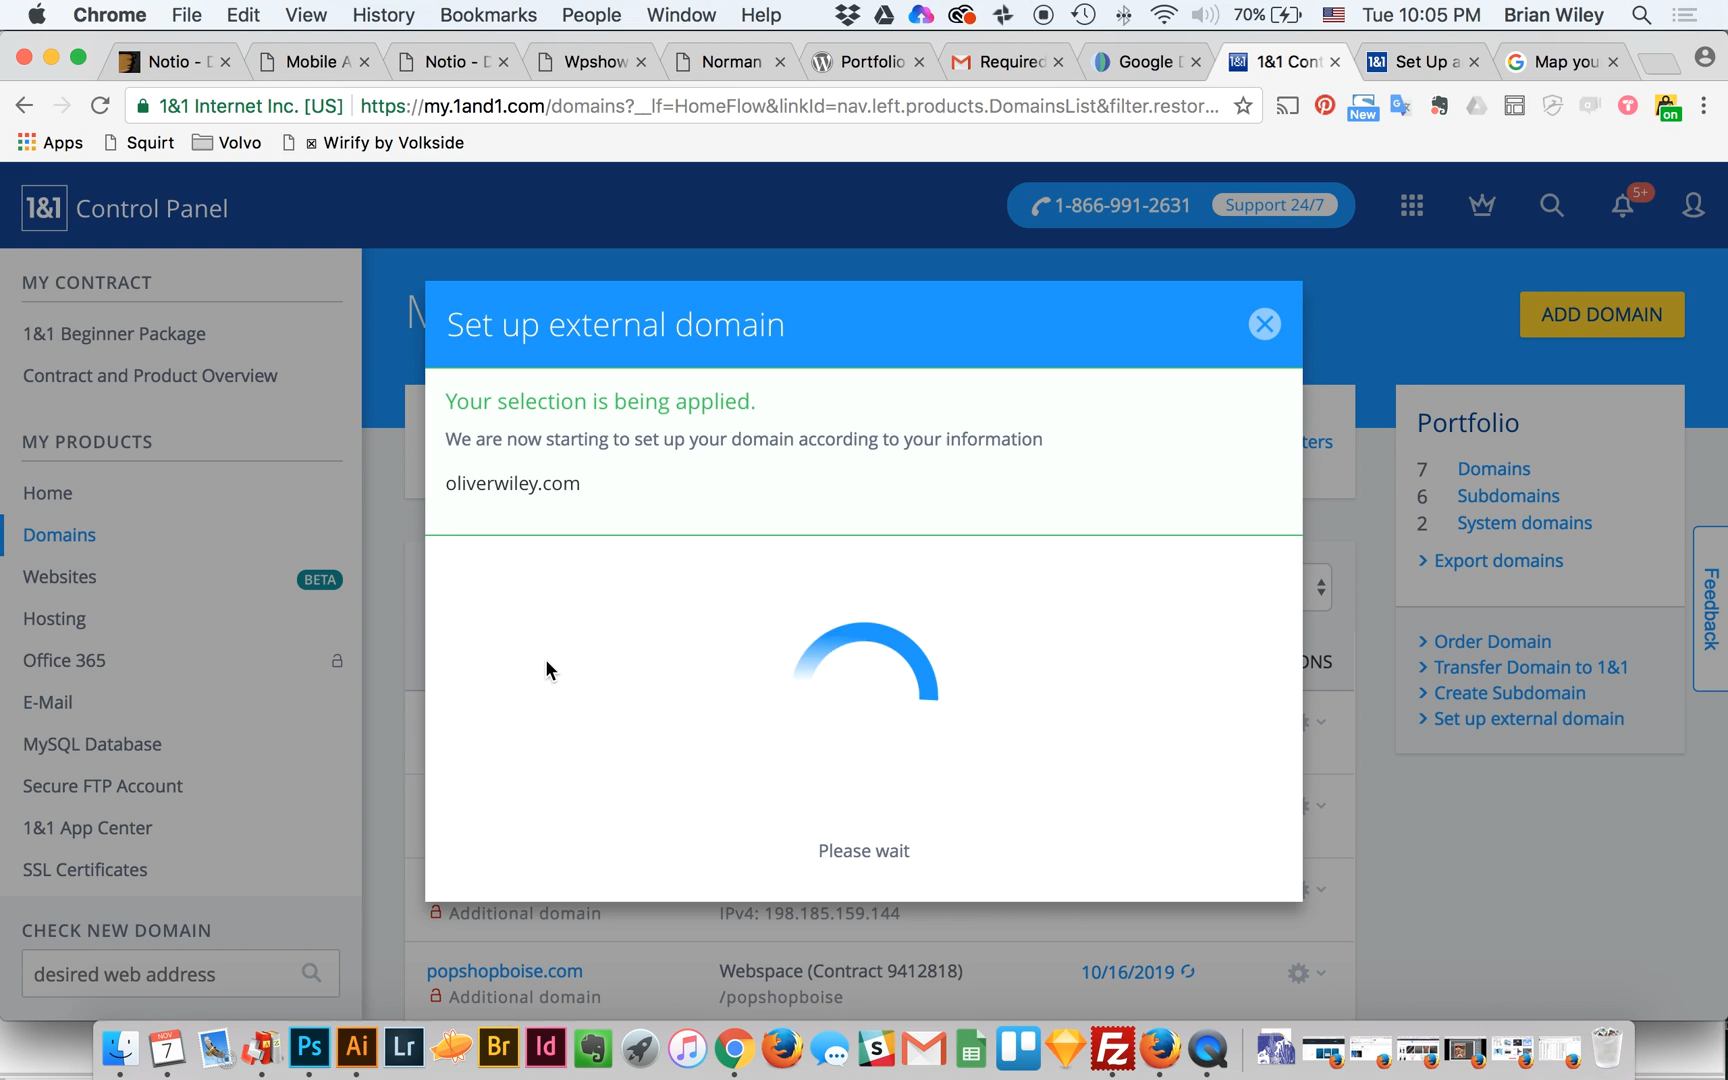 Chrome File Edit View History Bookmarks People Window Help 70% Tue 10:05 PM Brian Wiley
Notio - Mobile A Notio - Wpshow Norman Portfolio Required Google 1&1 Cont Set Up Map you
1&1 Internet Inc. [US] https://my.1and1.com/domains?__lf=HomeFlow&linkId=nav.left.products.DomainsList&filter.restor... New on
Apps Squirt Volvo Wirify by Volkside
1&1 Control Panel
1-866-991-2631 Support 24/7
5+
MY CONTRACT
1&1 Beginner Package
Contract and Product Overview
MY PRODUCTS
Home
Domains
Websites BETA
Hosting
Office 365
E-Mail
MySQL Database
Secure FTP Account
1&1 App Center
SSL Certificates
CHECK NEW DOMAIN
desired web address
ADD DOMAIN
Set up external domain
Your selection is being applied.
We are now starting to set up your domain according to your information
oliverwiley.com
Please wait
Additional domain IPv4: 198.185.159.144
popshopboise.com Webspace (Contract 9412818) 10/16/2019
Additional domain /popshopboise
Portfolio
7 Domains
6 Subdomains
2 System domains
> Export domains
> Order Domain
> Transfer Domain to 1&1
> Create Subdomain
> Set up external domain
Feedback
NOV
7
Ps Ai Lr Br Id Fz